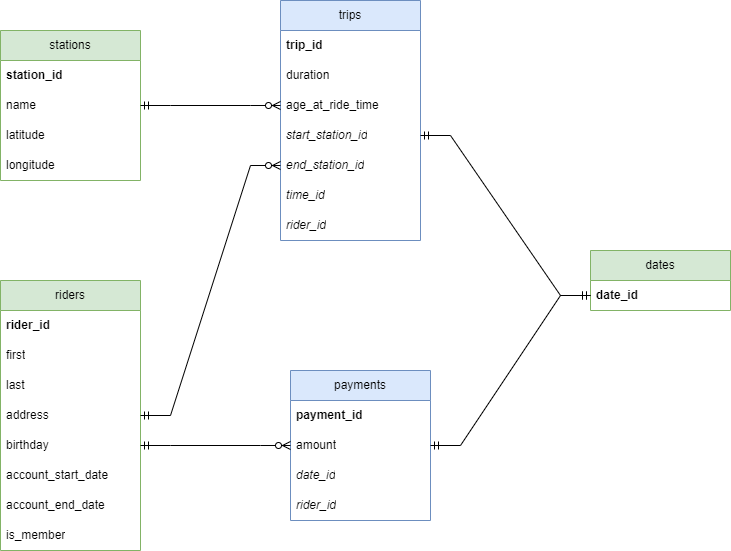 stations
station_id
name
latitude
longitude
trips
trip_id
duration
age_at_ride_time
start_station_id
end_station_id
time_id
rider_id
dates
date_id
riders
rider_id
first
last
address
birthday
account_start_date
account_end_date
is_member
payments
payment_id
amount
date_id
rider_id